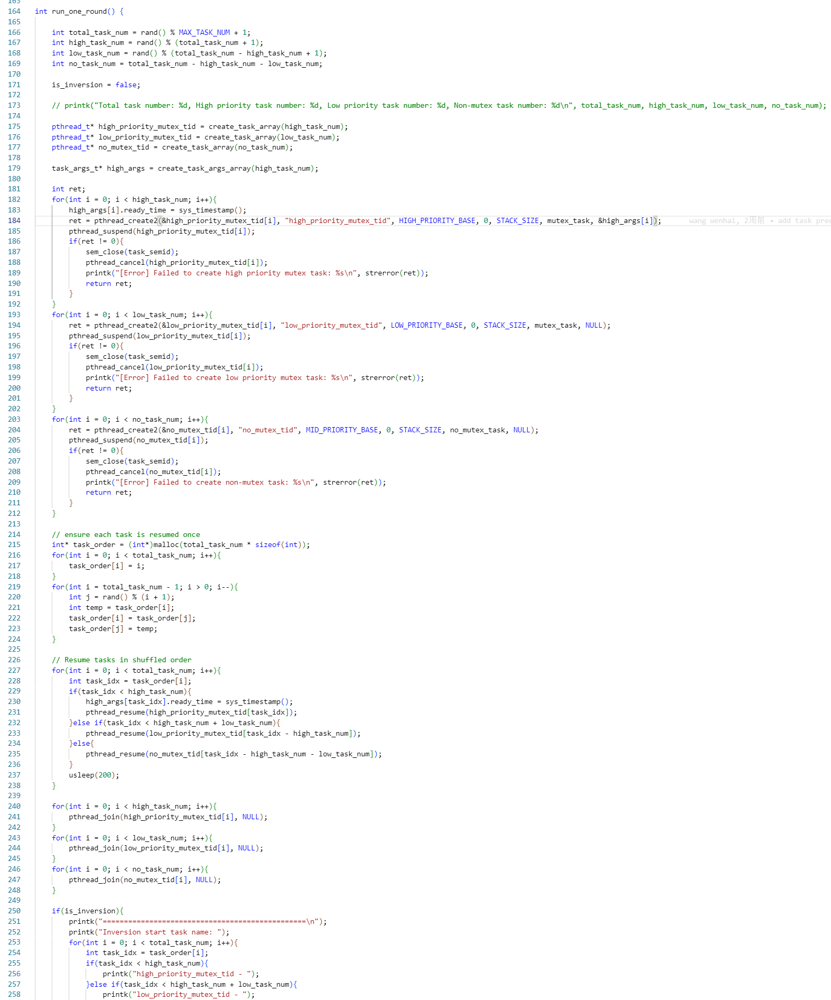 163
164 int run_one_round() {
165
166 int total_task_num = rand() % MAX_TASK_NUM + 1;
167 int high_task_num = rand() % (total_task_num + 1);
168 int low_task_num = rand() % (total_task_num - high_task_num + 1);
169 int no_task_num = total_task_num - high_task_num - low_task_num;
170
171 is_inversion = false;
172
173 // printk("Total task number: %d, High priority task number: %d, Low priority task number: %d, Non-mutex task number: %d\n", total_task_num, high_task_num, low_task_num, no_task_num);
174
175 pthread_t* high_priority_mutex_tid = create_task_array(high_task_num);
176 pthread_t* low_priority_mutex_tid = create_task_array(low_task_num);
177 pthread_t* no_mutex_tid = create_task_array(no_task_num);
178
179 task_args_t* high_args = create_task_args_array(high_task_num);
180
181 int ret;
182 for(int i = 0; i < high_task_num; i++){
183 high_args[i].ready_time = sys_timestamp();
184 ret = pthread_create2(&high_priority_mutex_tid[i], "high_priority_mutex_tid", HIGH_PRIORITY_BASE, 0, STACK_SIZE, mutex_task, &high_args[i]); wang wenhai, 2周前 • add task pree
185 pthread_suspend(high_priority_mutex_tid[i]);
186 if(ret != 0){
187 sem_close(task_semid);
188 pthread_cancel(high_priority_mutex_tid[i]);
189 printk("[Error] Failed to create high priority mutex task: %s\n", strerror(ret));
190 return ret;
191 }
192 }
193 for(int i = 0; i < low_task_num; i++){
194 ret = pthread_create2(&low_priority_mutex_tid[i], "low_priority_mutex_tid", LOW_PRIORITY_BASE, 0, STACK_SIZE, mutex_task, NULL);
195 pthread_suspend(low_priority_mutex_tid[i]);
196 if(ret != 0){
197 sem_close(task_semid);
198 pthread_cancel(low_priority_mutex_tid[i]);
199 printk("[Error] Failed to create low priority mutex task: %s\n", strerror(ret));
200 return ret;
201 }
202 }
203 for(int i = 0; i < no_task_num; i++){
204 ret = pthread_create2(&no_mutex_tid[i], "no_mutex_tid", MID_PRIORITY_BASE, 0, STACK_SIZE, no_mutex_task, NULL);
205 pthread_suspend(no_mutex_tid[i]);
206 if(ret != 0){
207 sem_close(task_semid);
208 pthread_cancel(no_mutex_tid[i]);
209 printk("[Error] Failed to create non-mutex task: %s\n", strerror(ret));
210 return ret;
211 }
212 }
213
214 // ensure each task is resumed once
215 int* task_order = (int*)malloc(total_task_num * sizeof(int));
216 for(int i = 0; i < total_task_num; i++){
217 task_order[i] = i;
218 }
219 for(int i = total_task_num - 1; i > 0; i--){
220 int j = rand() % (i + 1);
221 int temp = task_order[i];
222 task_order[i] = task_order[j];
223 task_order[j] = temp;
224 }
225
226 // Resume tasks in shuffled order
227 for(int i = 0; i < total_task_num; i++){
228 int task_idx = task_order[i];
229 if(task_idx < high_task_num){
230 high_args[task_idx].ready_time = sys_timestamp();
231 pthread_resume(high_priority_mutex_tid[task_idx]);
232 }else if(task_idx < high_task_num + low_task_num){
233 pthread_resume(low_priority_mutex_tid[task_idx - high_task_num]);
234 }else{
235 pthread_resume(no_mutex_tid[task_idx - high_task_num - low_task_num]);
236 }
237 usleep(200);
238 }
239
240 for(int i = 0; i < high_task_num; i++){
241 pthread_join(high_priority_mutex_tid[i], NULL);
242 }
243 for(int i = 0; i < low_task_num; i++){
244 pthread_join(low_priority_mutex_tid[i], NULL);
245 }
246 for(int i = 0; i < no_task_num; i++){
247 pthread_join(no_mutex_tid[i], NULL);
248 }
249
250 if(is_inversion){
251 printk("================================================\n");
252 printk("Inversion start task name: ");
253 for(int i = 0; i < total_task_num; i++){
254 int task_idx = task_order[i];
255 if(task_idx < high_task_num){
256 printk("high_priority_mutex_tid - ");
257 }else if(task_idx < high_task_num + low_task_num){
258 printk("low_priority_mutex_tid - ");